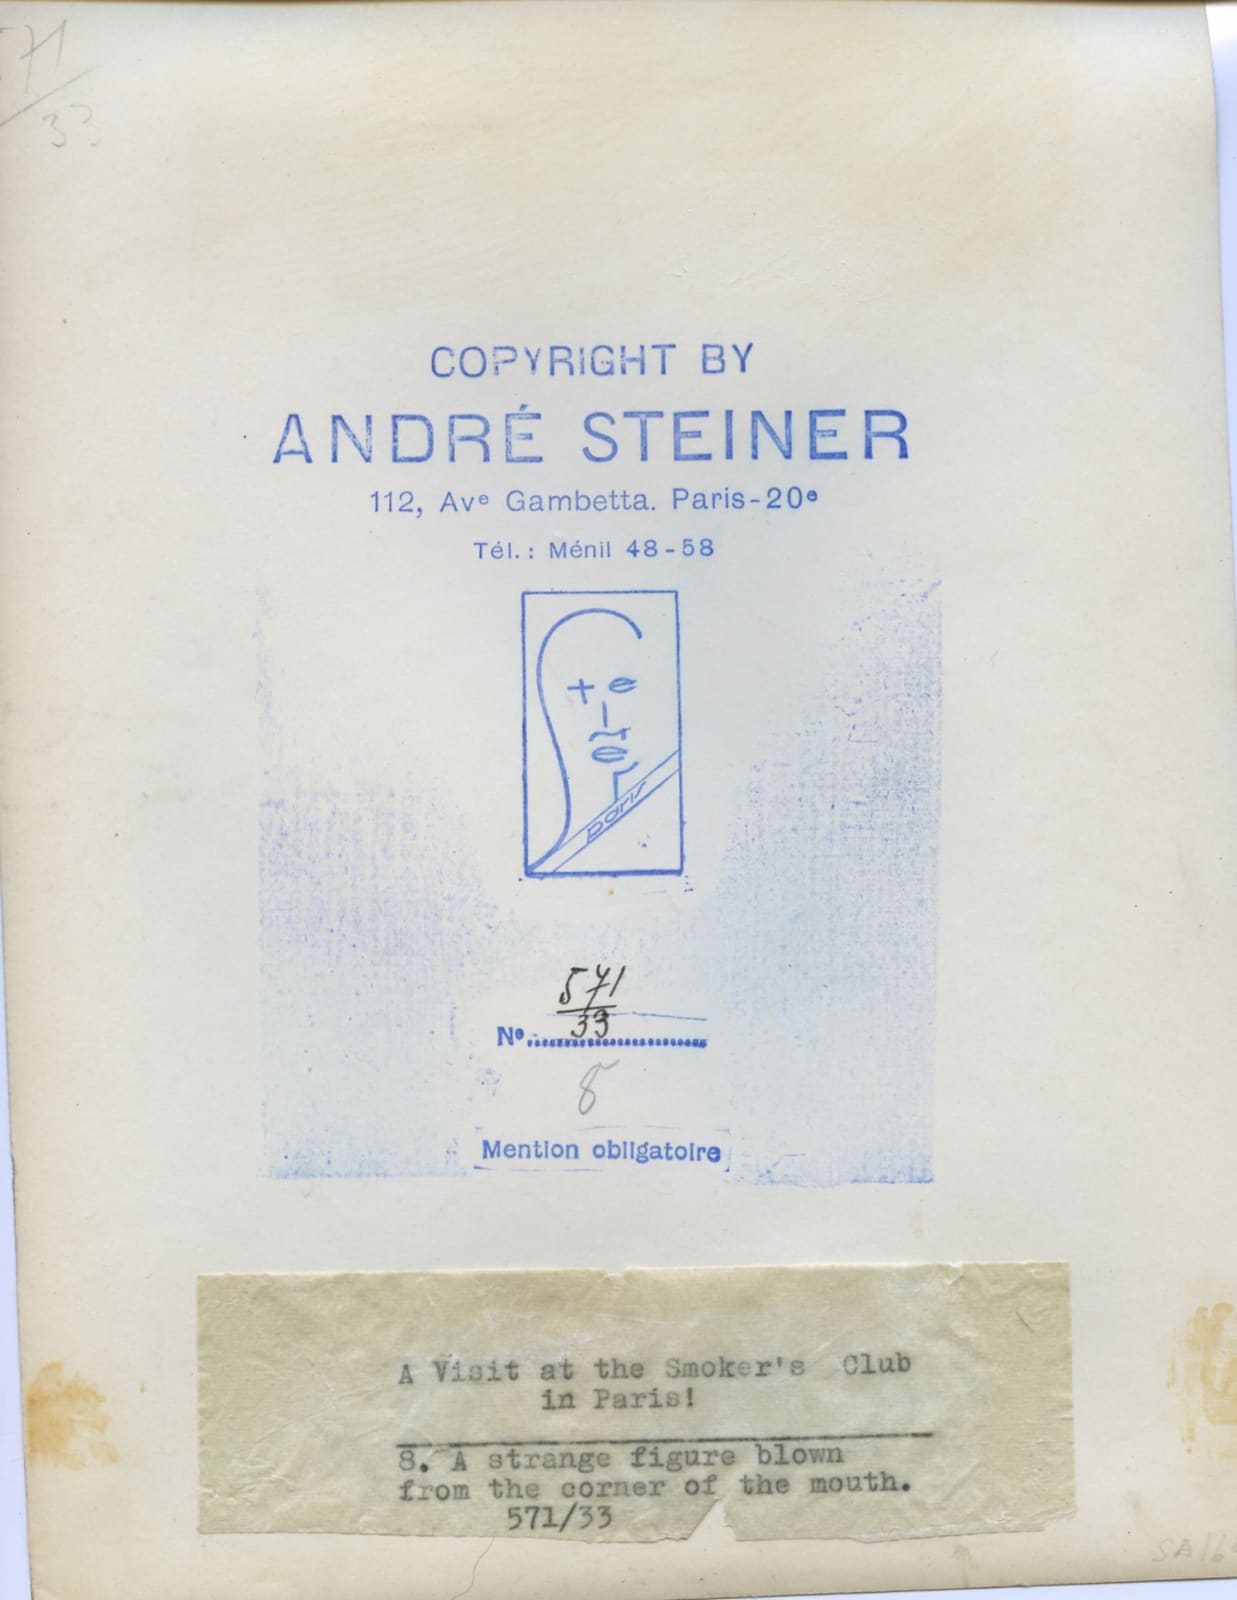 571
33
COPYRIGHT BY
ANDRÉ STEINER
112, Avᵉ Gambetta. Paris-20ᵉ
Tél.: Ménil 48-58
paris
571
33
Nº
8
Mention obligatoire
A Visit at the Smoker's Club
in Paris!
8. A strange figure blown
from the corner of the mouth.
571/33